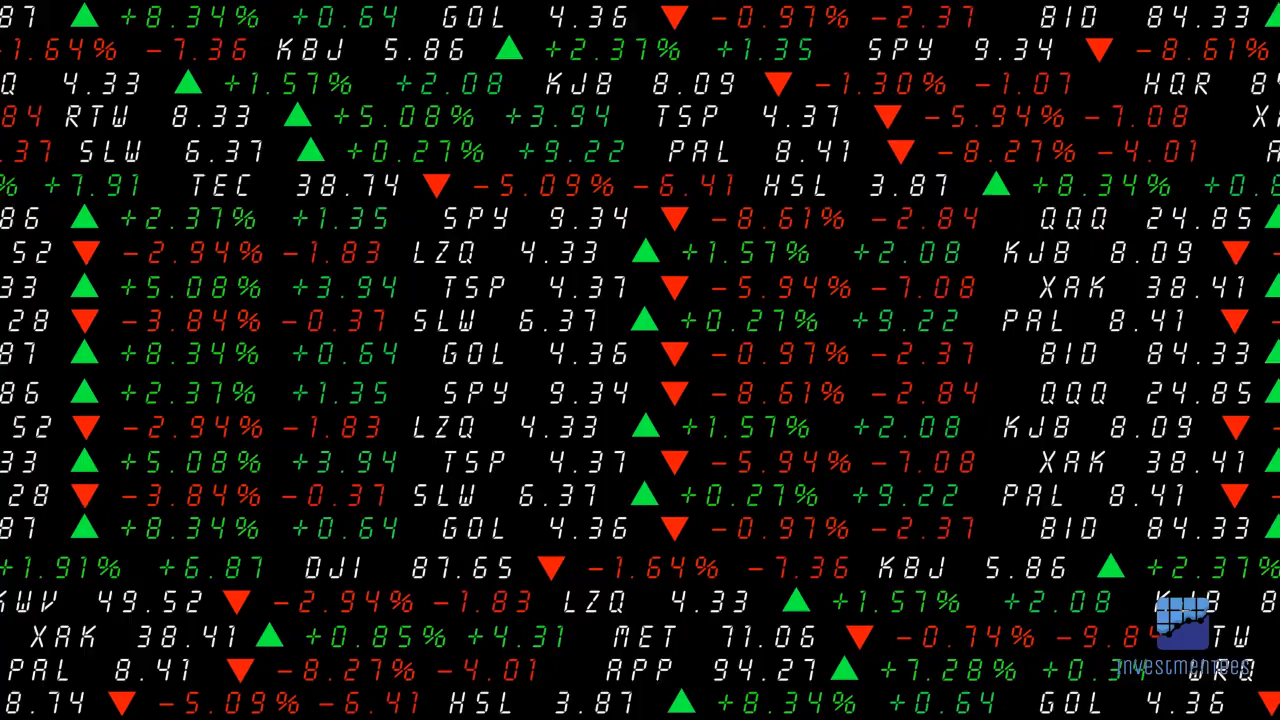 87 ▲ +8.34% +0.64 GOL 4.36 ▼ -0.97% -2.37 BID 84.33 ▲
-1.64% -7.36 KBJ 5.86 ▲ +2.37% +1.35 SPY 9.34 ▼ -8.61%
Q 4.33 ▲ +1.57% +2.08 KJB 8.09 ▼ -1.30% -1.07 HQR
84 RTW 8.33 ▲ +5.08% +3.94 TSP 4.37 ▼ -5.94% -7.08
.37 SLW 6.37 ▲ +0.27% +9.22 PAL 8.41 ▼ -8.27% -4.01
% +7.91 TEC 38.74 ▼ -5.09% -6.41 HSL 3.87 ▲ +8.34%
86 ▲ +2.37% +1.35 SPY 9.34 ▼ -8.61% -2.84 QQQ 24.85 ▲
52 ▼ -2.94% -1.83 LZQ 4.33 ▲ +1.57% +2.08 KJB 8.09 ▼
33 ▲ +5.08% +3.94 TSP 4.37 ▼ -5.94% -7.08 XAK 38.41 ▲
28 ▼ -3.84% -0.37 SLW 6.37 ▲ +0.27% +9.22 PAL 8.41 ▼
87 ▲ +8.34% +0.64 GOL 4.36 ▼ -0.97% -2.37 BID 84.33 ▲
86 ▲ +2.37% +1.35 SPY 9.34 ▼ -8.61% -2.84 QQQ 24.85 ▲
52 ▼ -2.94% -1.83 LZQ 4.33 ▲ +1.57% +2.08 KJB 8.09 ▼
33 ▲ +5.08% +3.94 TSP 4.37 ▼ -5.94% -7.08 XAK 38.41 ▲
28 ▼ -3.84% -0.37 SLW 6.37 ▲ +0.27% +9.22 PAL 8.41 ▼
87 ▲ +8.34% +0.64 GOL 4.36 ▼ -0.97% -2.37 BID 84.33 ▲
+1.91% +6.87 DJI 87.65 ▼ -1.64% -7.36 KBJ 5.86 ▲ +2.37%
KWV 49.52 ▼ -2.94% -1.83 LZQ 4.33 ▲ +1.57% +2.08 KJB 8
XAK 38.41 ▲ +0.85% +4.31 MET 71.06 ▼ -0.74% -9.84 TW
PAL 8.41 ▼ -8.27% -4.01 APP 94.27 ▲ +7.28%
8.74 ▼ -5.09% -6.41 HSL 3.87 ▲ +8.34% +0.64 GOL 4.36 ▼